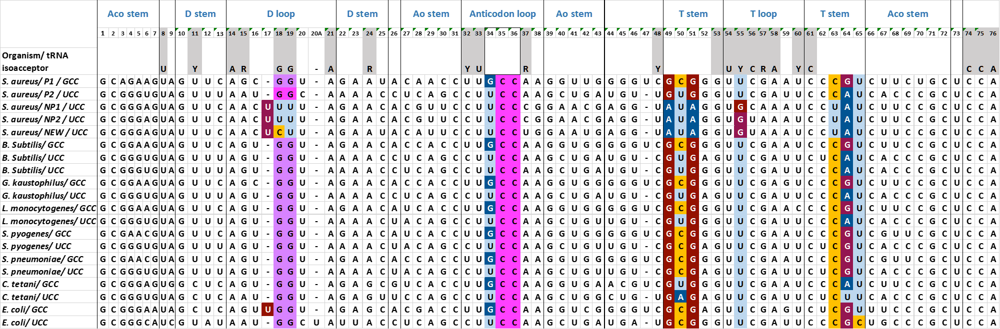 Aco stem D stem D loop D stem Ao stem Anticodon loop Ao stem T stem T loop T stem Aco stem
1 2 3 4 5 6 7 8 9 10 11 12 13 14 15 16 17 18 19 20 20A 21 22 23 24 25 26 27 28 29 30 31 32 33 34 35 36 37 38 39 40 41 42 43 44 45 46 47 48 49 50 51 52 53 54 55 56 57 58 59 60 61 62 63 64 65 66 67 68 69 70 71 72 73 74 75 76
Organism/ tRNA
isoacceptor U Y A R G G - A R Y U R Y U Y C R A Y C C C A
S. aureus/ P1 / GCC G C A G A A G U A G U U C A G C - G G U - A G A A U A C A A C C U U G C C A A G G U U G G G G U C G C G G G U U C G A A U C C C G U C U U C U G C U C C A
S. aureus/ P2 / UCC G C G G G U G U A G U U U A A U - G G C - A A A A C C U C A G C C U U C C A A G C U G A U G U - U G U G G G U U C G A U U C C C A U C A C C C G C U C C A
S. aureus/ NP1 / UCC G C G G G A G U A G U U C A A C U U U U - A G A A C A C G U U C C U U C C C G G A A C G A G G - U A U A G G U G C A A A U C C U A U C U U C C G C U C C A
S. aureus/ NP2 / UCC G C G G G A G U A G U U C A A C U U U U - A G A A C A C G U U C C U U C C C G G A A C G A G G - U A U A G G U G U A A A U C C U A U C U U C C G C U C C A
S. aureus/ NEW / UCC G C G G G A G U A U U U C A A C U C U U - A G A A U A C A U U C C U U C C U G G A A U G A G G - U A U A G G U G U A A A U C C U A U C U U C C G C U C C A
B. Subtilis/ GCC G C G G A A G U A G U U C A G U - G G U - A G A A C A C C A C C U U G C C A A G G U G G G G G U C G C G G G U U C G A A U C C C G U C U U C C G C U C C A
B. Subtilis/ UCC G C G G G U G U A G U U U A G U - G G U - A A A A C C U C A G C C U U C C A A G C U G A U G U - C G U G A G U U C G A U U C U C A U C A C C C G C U C C A
B. Subtilis/ UCC G C G G G U G U A G U U U A G U - G G U - A A A A C C U C A G C C U U C C A A G C U G A U G U - C G U G G G U U C G A U U C C C A U C A C C C G C U C C A
G. kaustophilus/ GCC G C G G A A G U A G U U C A G C - G G U - A G A A C A C C A C C U U G C C A A G G U G G G G G U C G C G G G U U C G A G U C C C G U C U U C C G C U C C A
G. kaustophilus/ UCC G C G G G U G U A G U U U A G U - G G U - A A A A C C U C A G C C U U C C A A G C U G A U G U - C G U G A G U U C G A U U C U C A U C A C C C G C U C C A
L. monocytogenes/ GCC G C G G A A G U A G U U C A G U - G G U - A G A A C A U C A C C U U G C C A A G G U G G G G G U C G C G G G U U C G A A C C C C G U C U U C C G C U C C A
L. monocytogenes/ UCC G C G G G U G U A G U U U A G U - G G U - A A A A C U A C A G C C U U C C A A G C U G U U G U - C G U G G G U U C G A U U C C C A U C A C C C G C U C C A
S. pyogenes/ GCC G C G A A C G U A G U U C A G U - G G U - A G A A C A U C A C C U U G C C A A G G U G G G G G U C G C G G G U U C G A A U C C C G U C G U U C G C U C C A
S. pyogenes/ UCC G C G G G U G U A G U U U A G U - G G U - A A A A C U A C A G C C U U C C A A G C U G U U G U - C G C G A G U U C G A U U C U C G U C A C C C G C U C C A
S. pneumoniae/ GCC G C G A A C G U A G U U C A G U - G G U - A G A A C A C C A C C U U G C C A A G G U G G G G G U C G C G G G U U C G A A U C C C G U C G U U C G C U C C A
S. pneumoniae/ UCC G C G G G U G U A G U U U A G U - G G U - A A A A C U A C A G C C U U C C A A G C U G U U G U - C G C G A G U U C G A U U C U C G U C A C C C G C U C C A
C. tetani/ GCC G C G G G A G U G G C U C A G U - G G U - A G A G C G U C A C C U U G C C A A G G U G A A C G U C G U G G G U U C G A A U C C C A U C U U C C G C U C C A
C. tetani/ UCC G C G G G U G U A G C U C A A U - G G U - A G A G U U C C A G C C U U C C A A G C U G G C U G - U G A G A G U U C G A U U C U C U U C A C C C G C U C C A
E. coli/ GCC G C G G G A A U A G C U C A G U U G G U - A G A G C A C G A C C U U G C C A A G G U C G G G G U C G C G A G U U C G A G U C U C G U U U C C C G C U C C A
E. coli/ UCC G C G G G C A U C G U A U A A U - G G C U A U U A C C U C A G C C U U C C A A G C U G A U G A - U G C G G G U U C G A U U C C C G C U G C C C G C U C C A